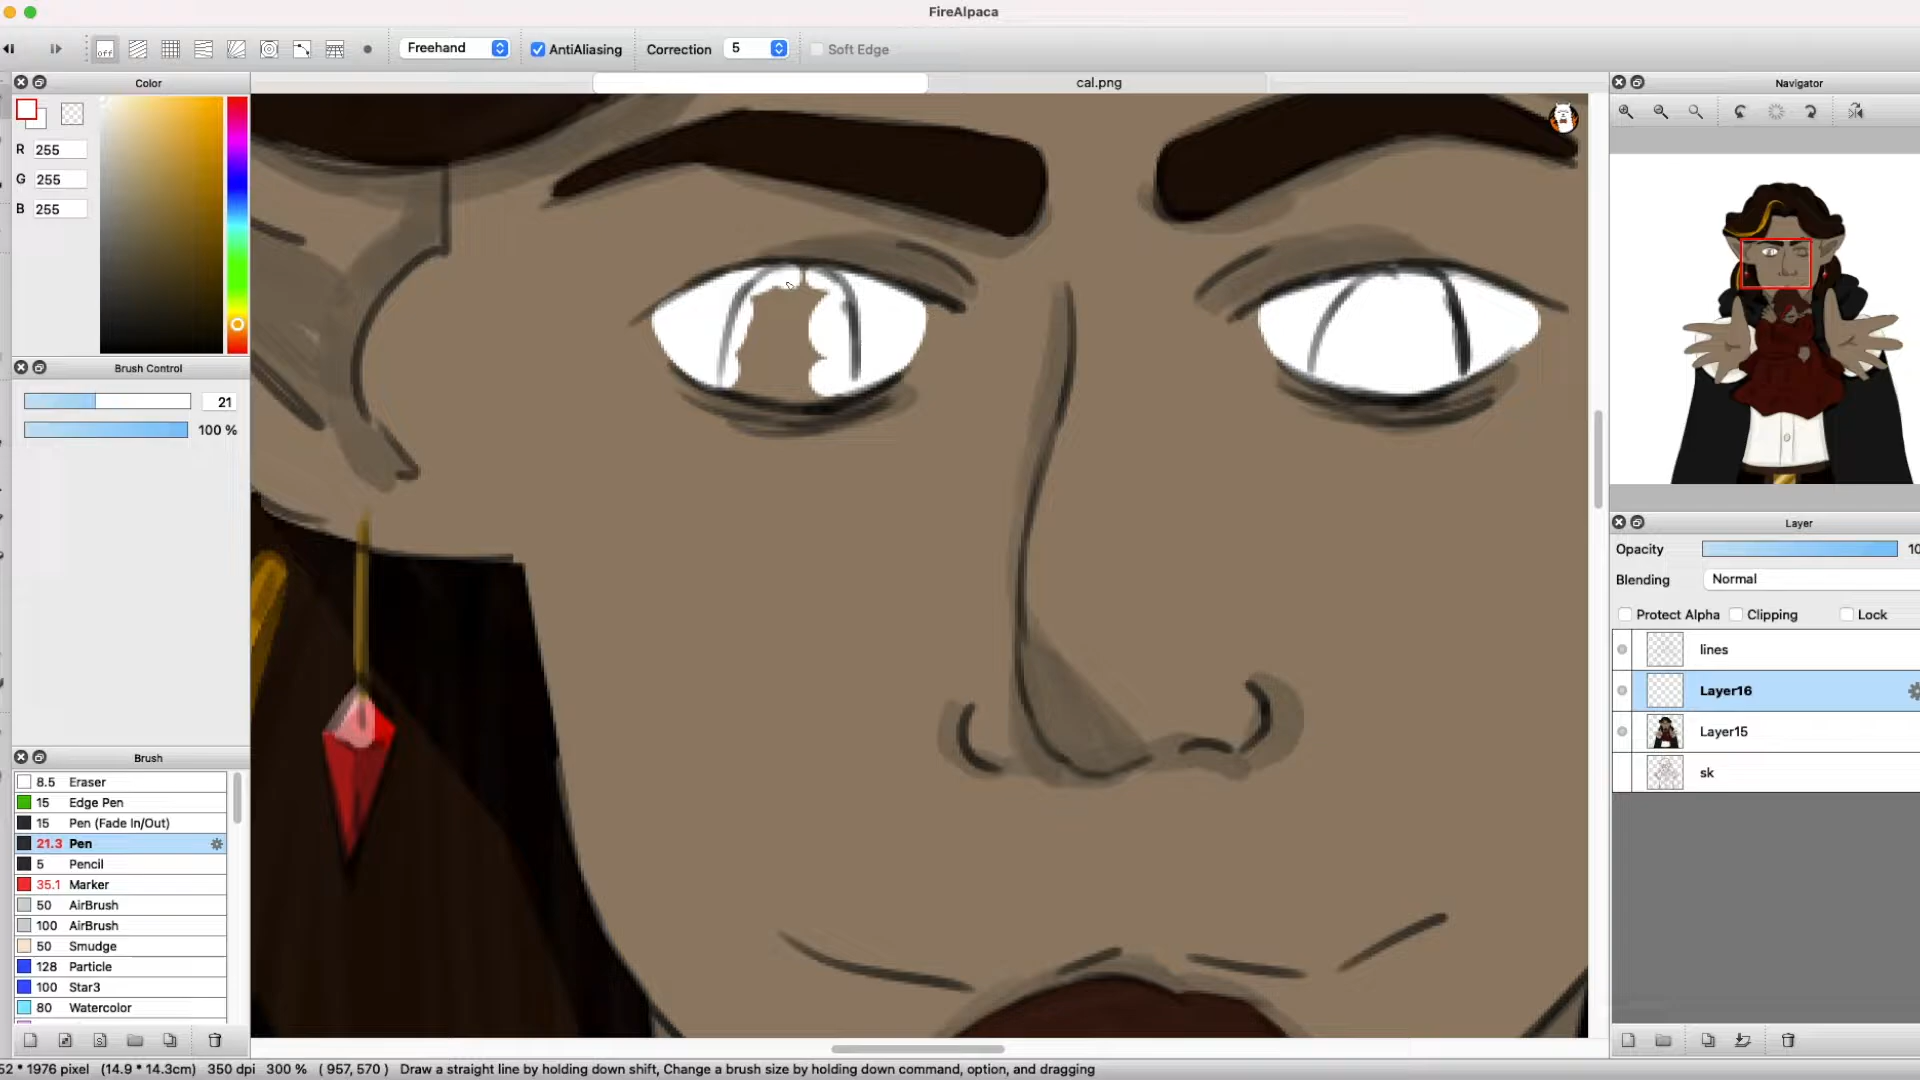 FireAlpaca
off
Freehand
AntiAliasing
Correction
5
Soft Edge
Color
cal.png
Navigator
R
255
G
255
B
255
Brush Control
21
100 %
Layer
Opacity
Blending
Normal
Protect Alpha
Clipping
Lock
lines
Layer16
Layer15
sk
Brush
8.5 Eraser
15 Edge Pen
15 Pen (Fade In/Out)
21.3 Pen
5 Pencil
35.1 Marker
50 AirBrush
100 AirBrush
50 Smudge
128 Particle
100 Star3
80 Watercolor
52 * 1976 pixel (14.9 * 14.3cm) 350 dpi 300 % ( 957, 570 ) Draw a straight line by holding down shift, Change a brush size by holding down command, option, and dragging